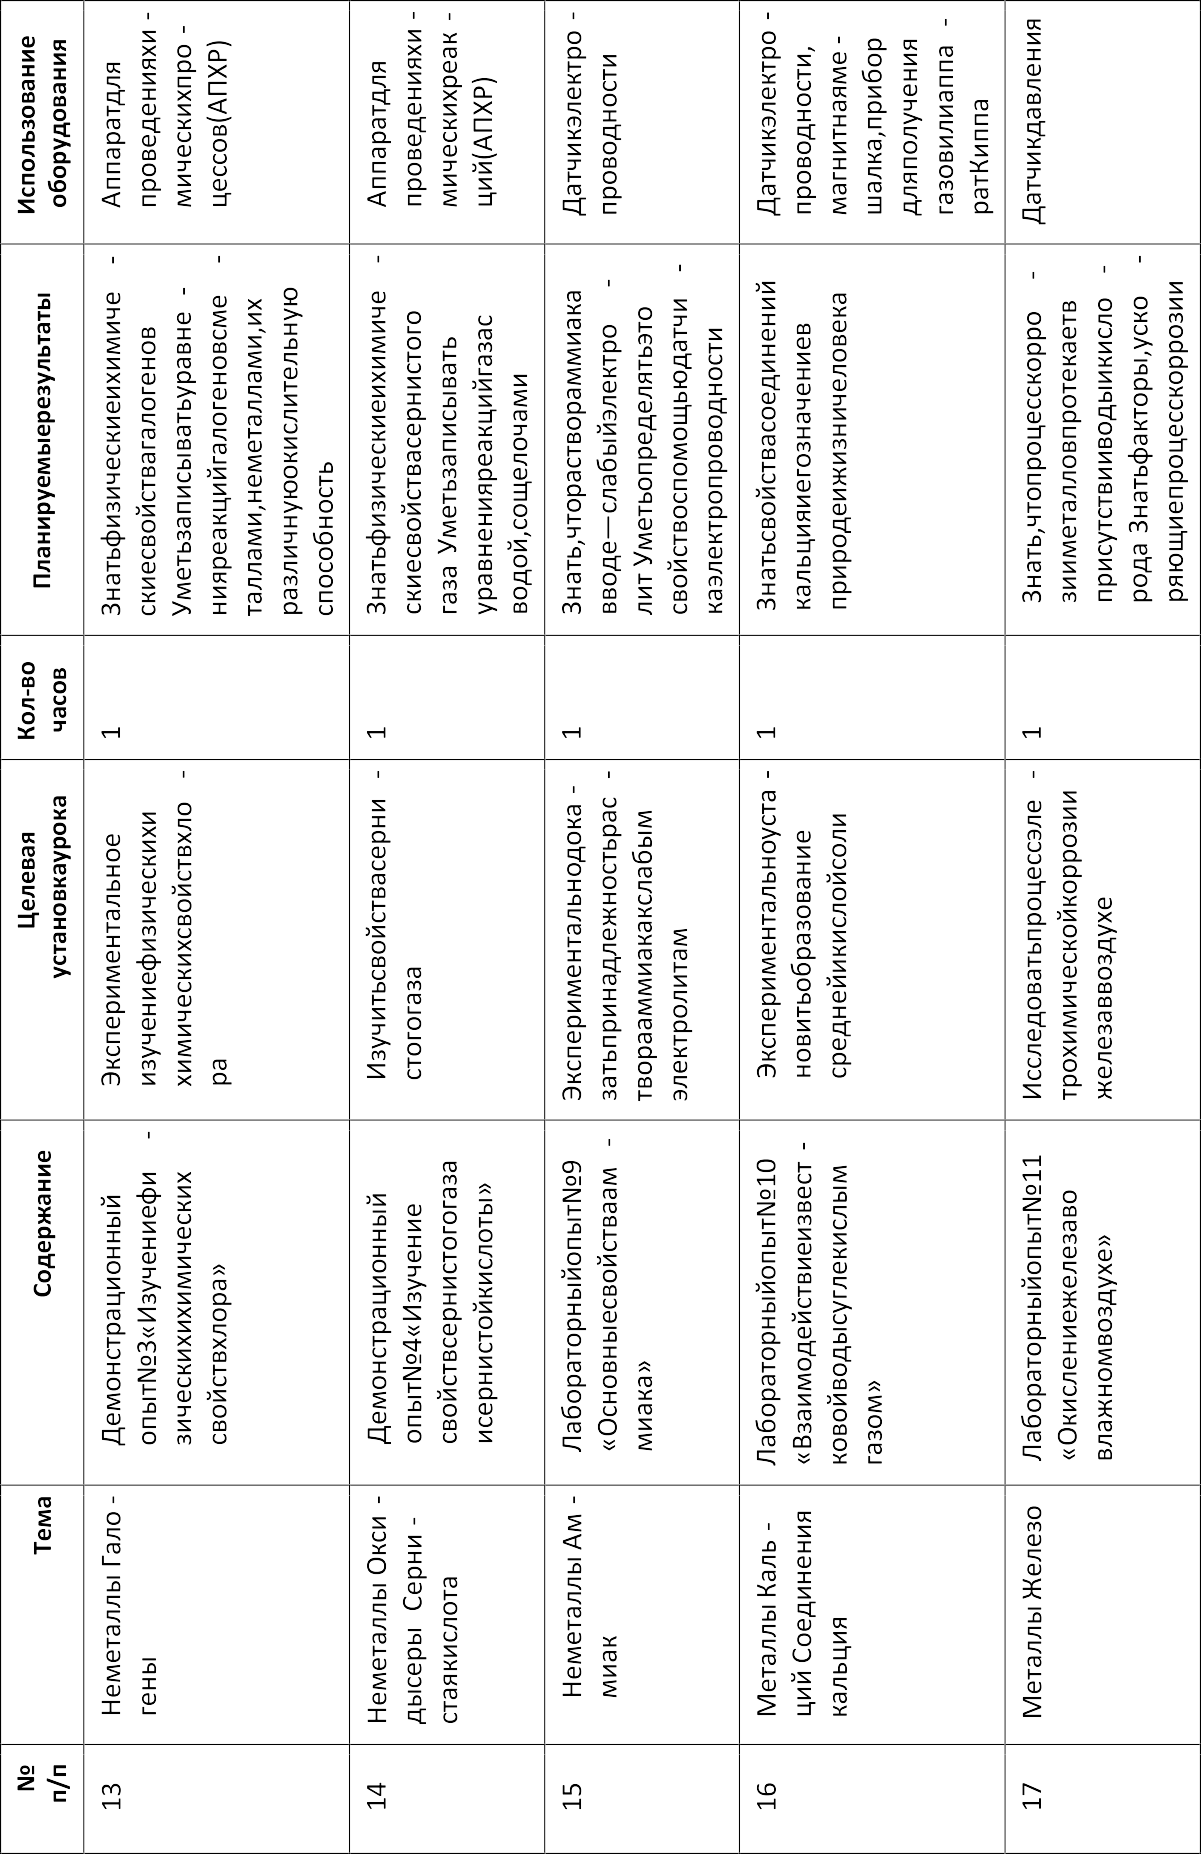 №
п/п
Тема
Содержание
Целевая
установкаурока
Кол-во
часов
Планируемыерезультаты
Использование
оборудования
13
Неметаллы Гало -
гены
Демонстрационный
опыт№3«Изучениефи -
зическихихимических
свойствхлора»
Экспериментальное
изучениефизическихи
химическихсвойствхло -
ра
1
Знатьфизическиеихимиче -
скиесвойствагалогенов
Уметьзаписыватьуравне -
нияреакцийгалогеновсме -
таллами,неметаллами,их
различнуюокислительную
способность
Аппаратдля
проведенияхи -
мическихпро -
цессов(АПХР)
14
Неметаллы Окси -
дысеры Серни -
стаякислота
Демонстрационный
опыт№4«Изучение
свойствсернистогогаза
исернистойкислоты»
Изучитьсвойствасерни -
стогогаза
1
Знатьфизическиеихимиче -
скиесвойствасернистого
газа Уметьзаписывать
уравненияреакцийгазас
водой,сощелочами
Аппаратдля
проведенияхи -
мическихреак -
ций(АПХР)
15
Неметаллы Ам -
миак
Лабораторныйопыт№9
«Основныесвойстваам -
миака»
Экспериментальнодока -
затьпринадлежностьрас -
творааммиакакслабым
электролитам
1
Знать,чтораствораммиака
вводе—слабыйэлектро -
лит Уметьопределятьэто
свойствоспомощьюдатчи -
каэлектропроводности
Датчикэлектро -
проводности
16
Металлы Каль -
ций Соединения
кальция
Лабораторныйопыт№10
«Взаимодействиеизвест -
ковойводысуглекислым
газом»
Экспериментальноуста -
новитьобразование
среднейикислойсоли
1
Знатьсвойствасоединений
кальцияиегозначениев
природеижизничеловека
Датчикэлектро -
проводности,
магнитнаяме -
шалка,прибор
дляполучения
газовилиаппа -
ратКиппа
17
Металлы Железо
Лабораторныйопыт№11
«Окислениежелезаво
влажномвоздухе»
Исследоватьпроцессэле -
трохимическойкоррозии
железаввоздухе
1
Знать,чтопроцесскорро -
зииметалловпротекаетв
присутствииводыикисло -
рода Знатьфакторы,уско -
ряющиепроцесскоррозии
Датчикдавления